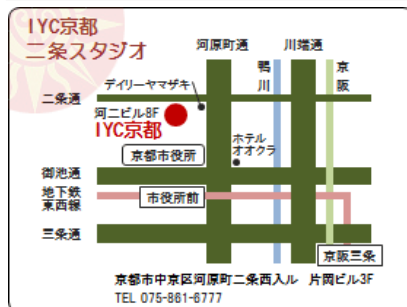 IYC京都
二条スタジオ
河原町通
川端通
鴨川
京阪
デイリーヤマザキ
二条通
河二ビル8F
IYC京都
ホテル
オオクラ
京都市役所
御池通
地下鉄
東西線
市役所前
三条通
京阪三条
京都市中京区河原町二条西入ル 片岡ビル3F
TEL 075-861-6777